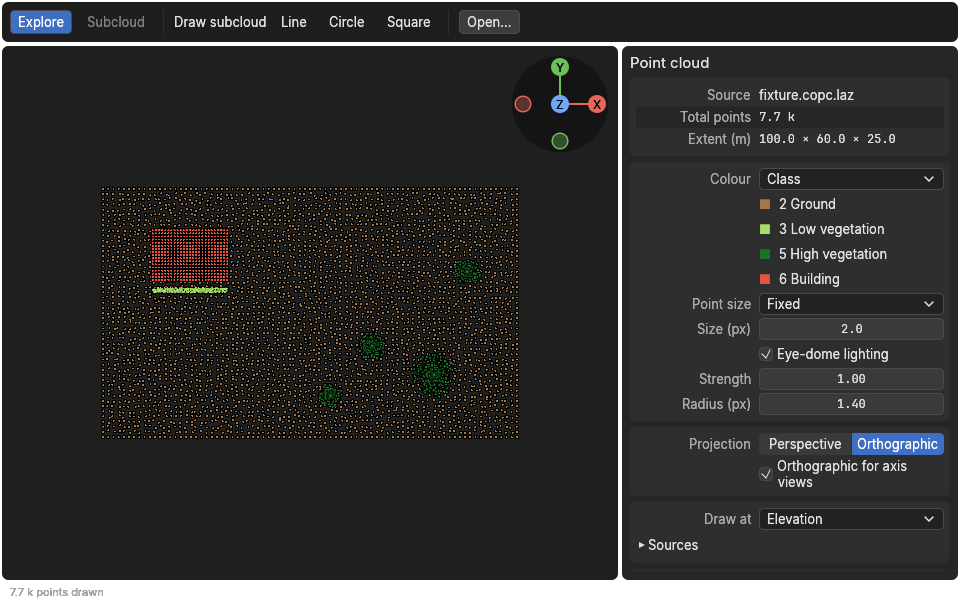 Explore Subcloud Draw subcloud Line Circle Square Open...
Y
Z
X
Point cloud
Source fixture.copc.laz
Total points 7.7 k
Extent (m) 100.0 × 60.0 × 25.0
Colour Class
2 Ground
3 Low vegetation
5 High vegetation
6 Building
Point size Fixed
Size (px) 2.0
Eye-dome lighting
Strength 1.00
Radius (px) 1.40
Projection Perspective Orthographic
Orthographic for axis
views
Draw at Elevation
Sources
7.7 k points drawn